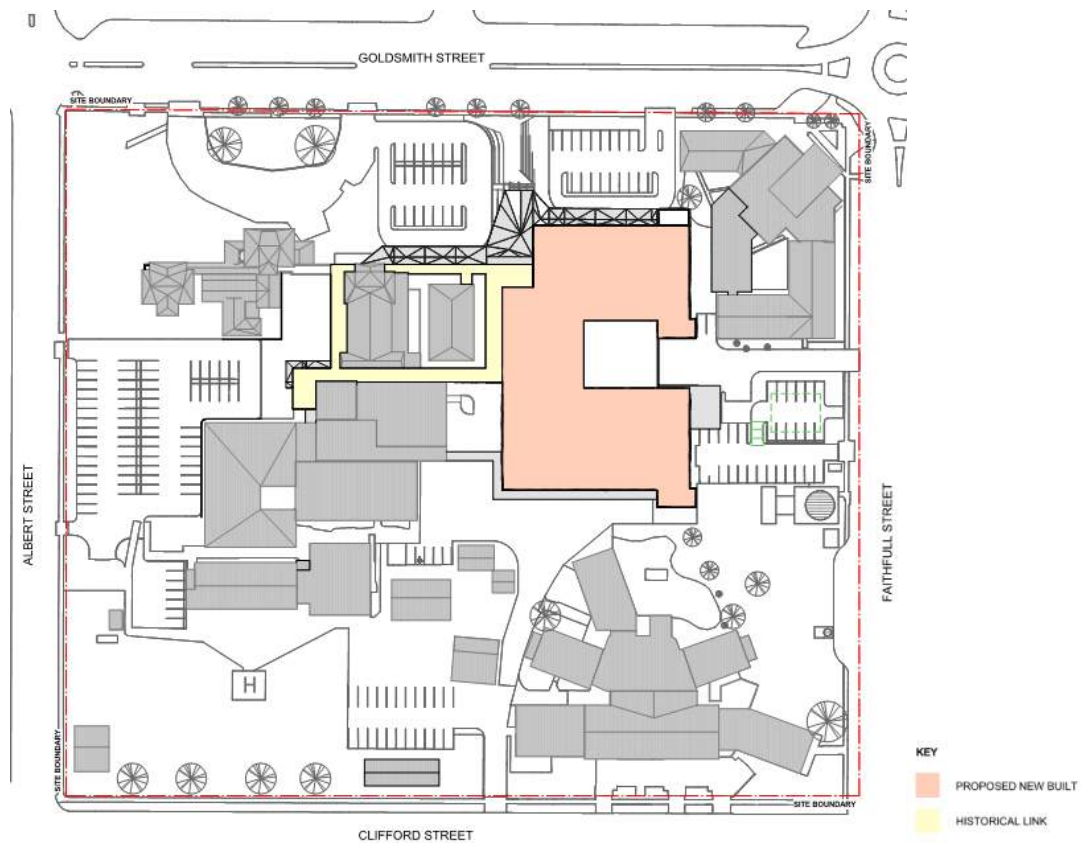 GOLDSMITH STREET
SITE BOUNDARY
SITE BOUNDARY
ALBERT STREET
FAITHFULL STREET
H
SITE BOUNDARY
SITE BOUNDARY
CLIFFORD STREET
KEY
PROPOSED NEW BUILT
HISTORICAL LINK